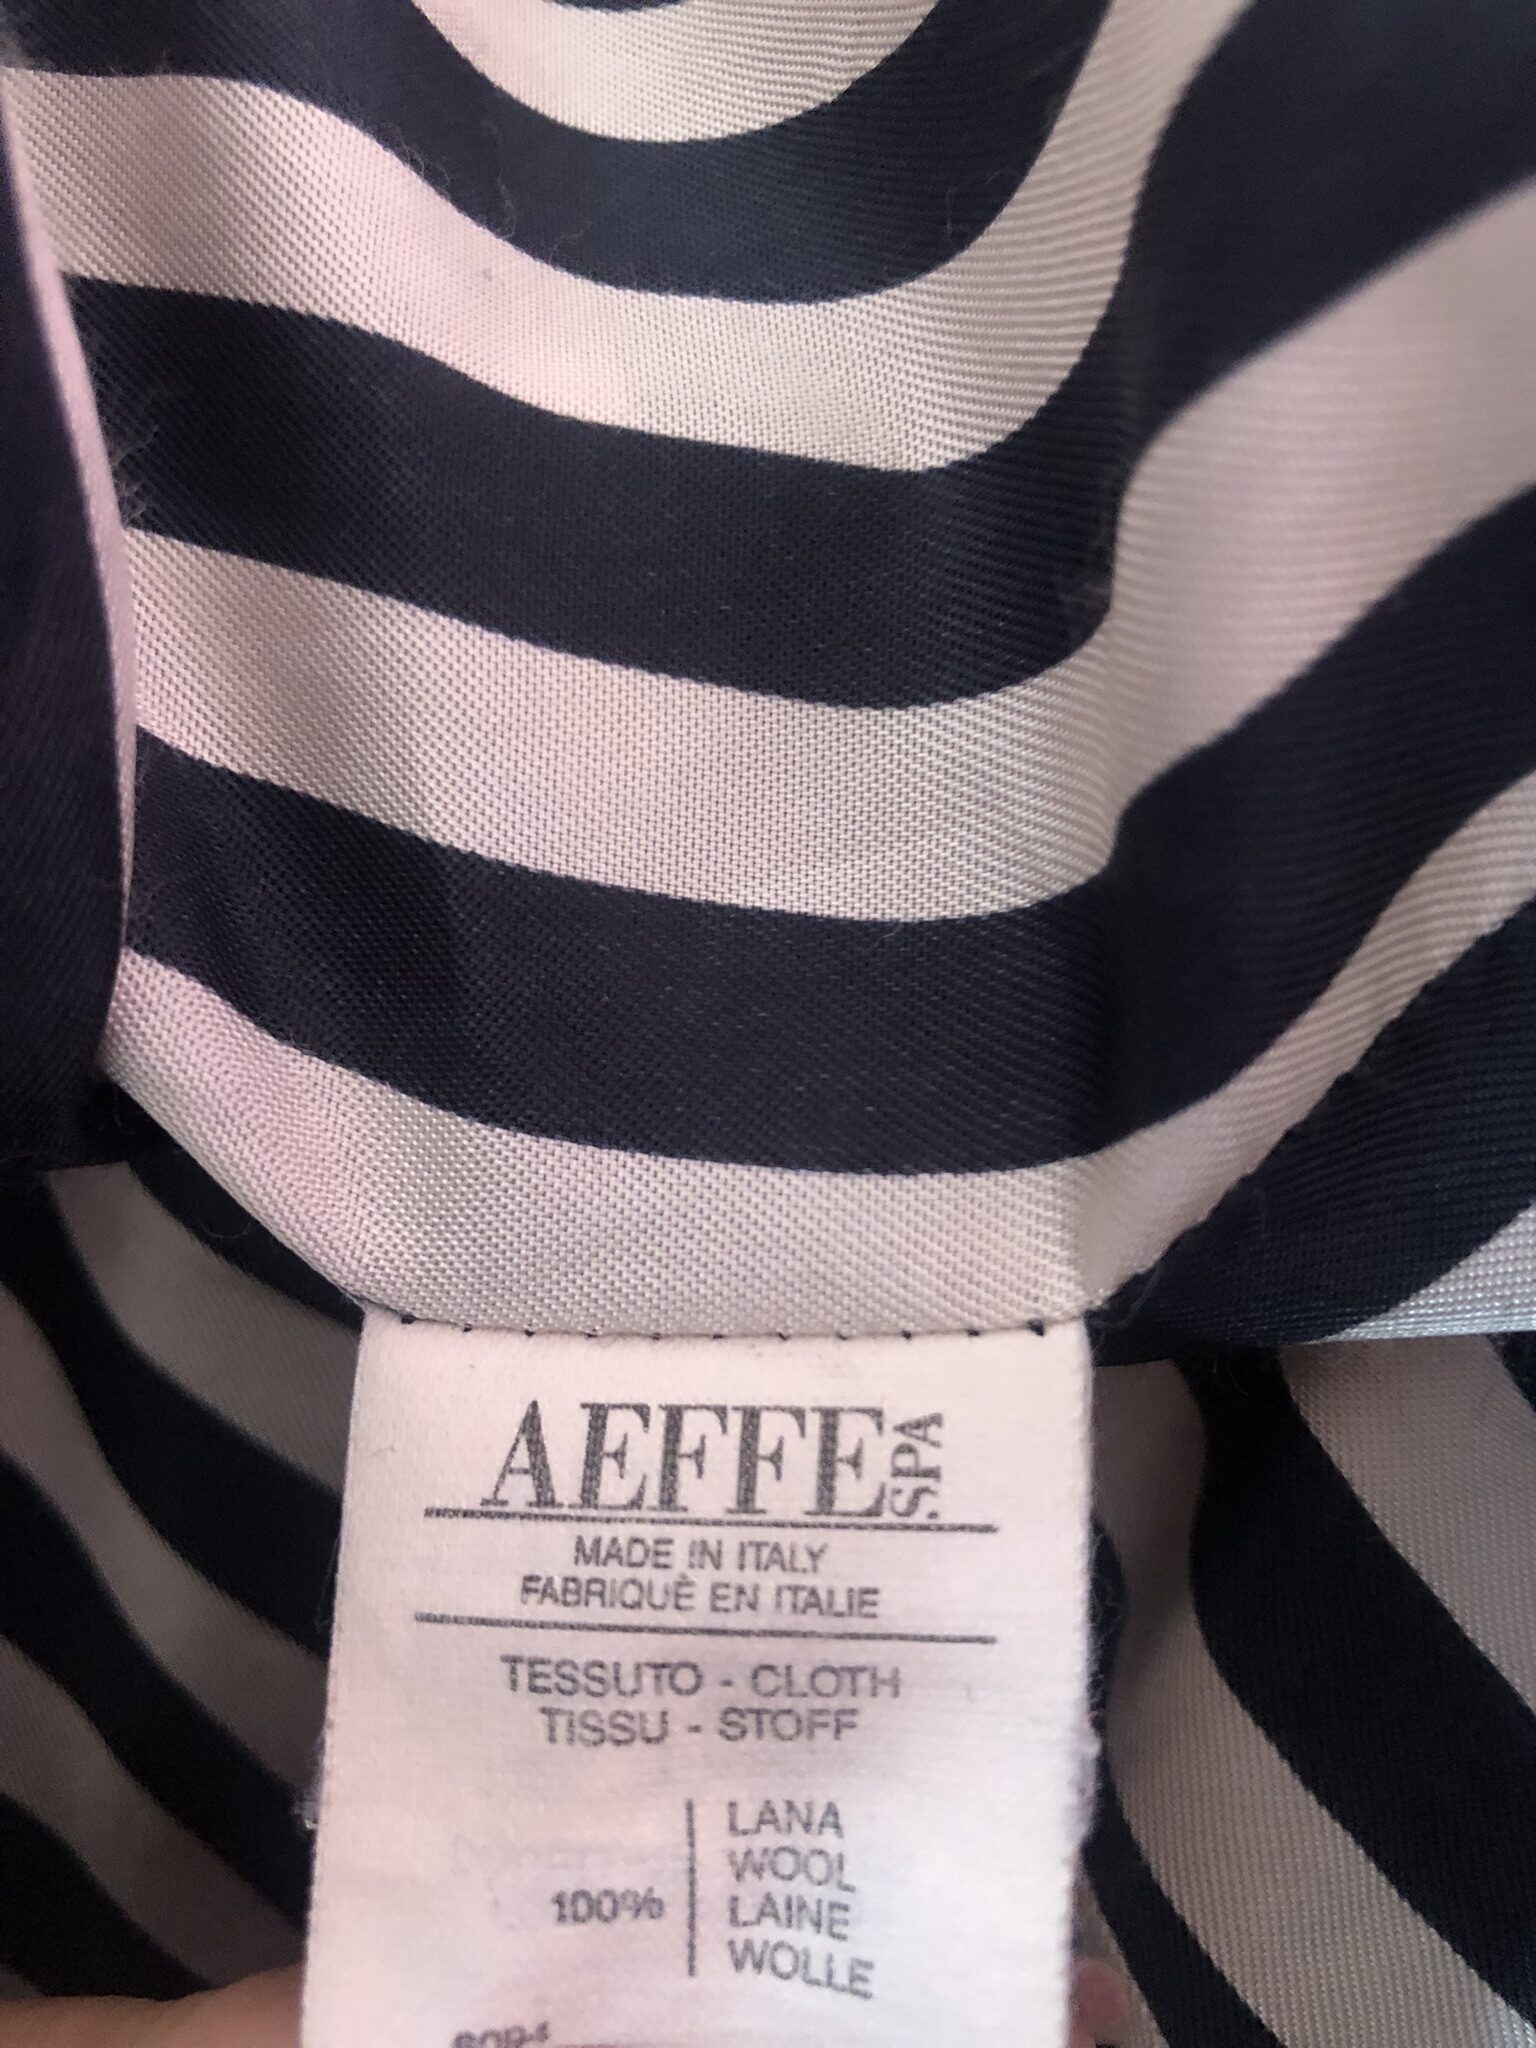 AEFFE S.P.A
MADE IN ITALY
FABRIQUÈ EN ITALIE
TESSUTO - CLOTH
TISSU - STOFF
LANA
WOOL
100%
LAINE
WOLLE